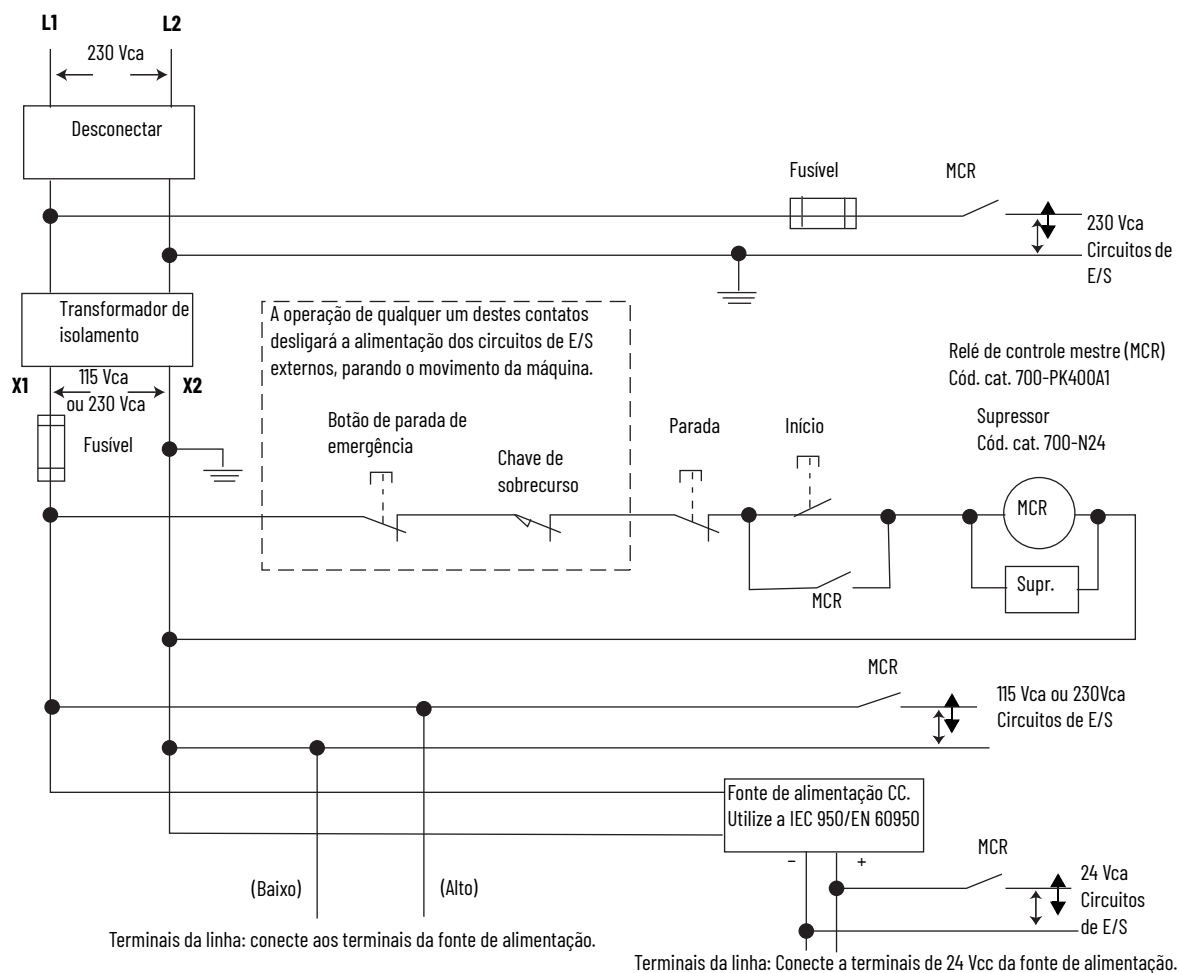 L1
L2
230 Vca
Desconectar
Fusível
MCR
230 Vca
Circuitos de
E/S
Transformador de
isolamento
A operação de qualquer um destes contatos
desligará a alimentação dos circuitos de E/S
externos, parando o movimento da máquina.
Relé de controle mestre (MCR)
Cód. cat. 700-PK400A1
X1
115 Vca
ou 230 Vca
X2
Supressor
Cód. cat. 700-N24
Fusível
Botão de parada de
emergência
Chave de
sobrecurso
Parada
Início
MCR
Supr.
MCR
MCR
115 Vca ou 230Vca
Circuitos de E/S
Fonte de alimentação CC.
Utilize a IEC 950/EN 60950
–
+
MCR
24 Vca
Circuitos
de E/S
(Baixo)
(Alto)
Terminais da linha: conecte aos terminais da fonte de alimentação.
Terminais da linha: Conecte a terminais de 24 Vcc da fonte de alimentação.